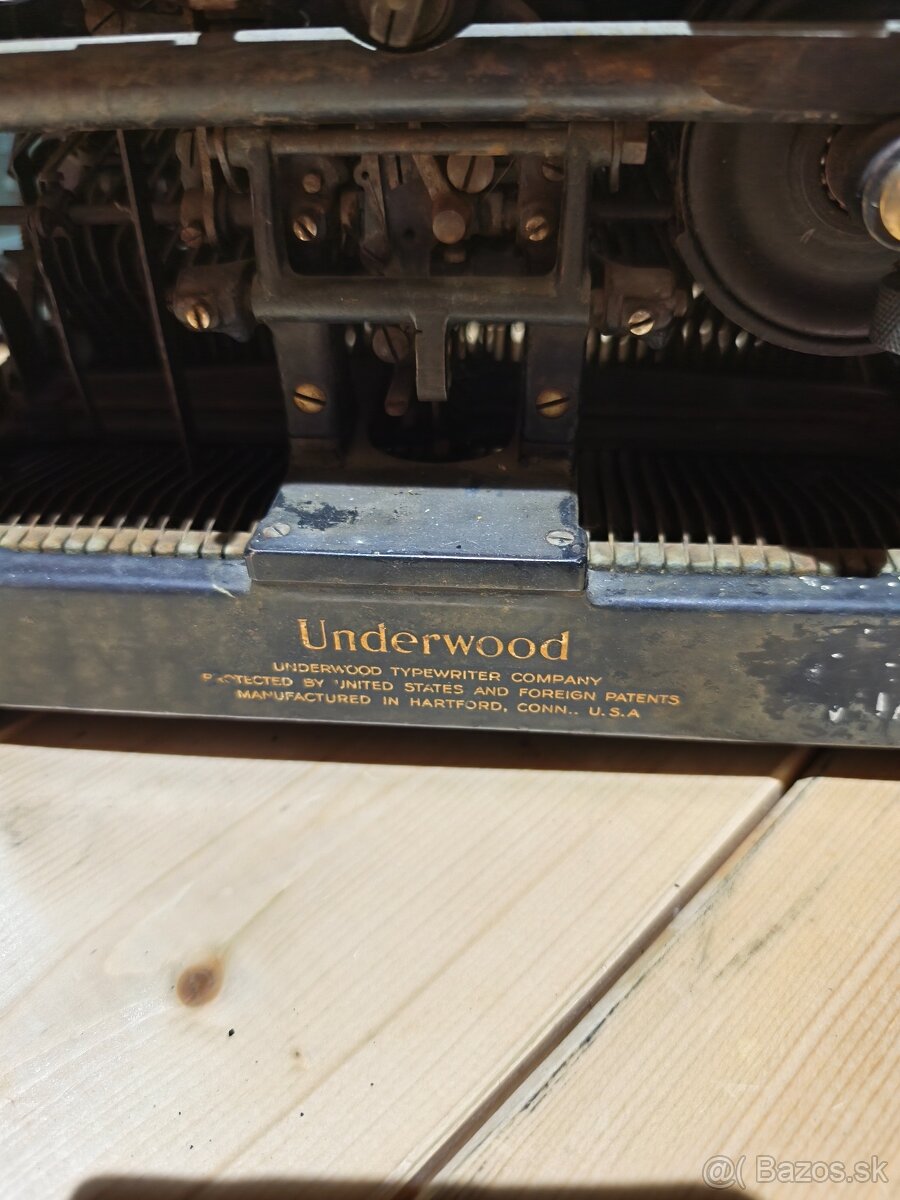 Underwood
UNDERWOOD TYPEWRITER COMPANY
PROTECTED BY UNITED STATES AND FOREIGN PATENTS
MANUFACTURED IN HARTFORD, CONN., U.S.A
@( Bazos.sk